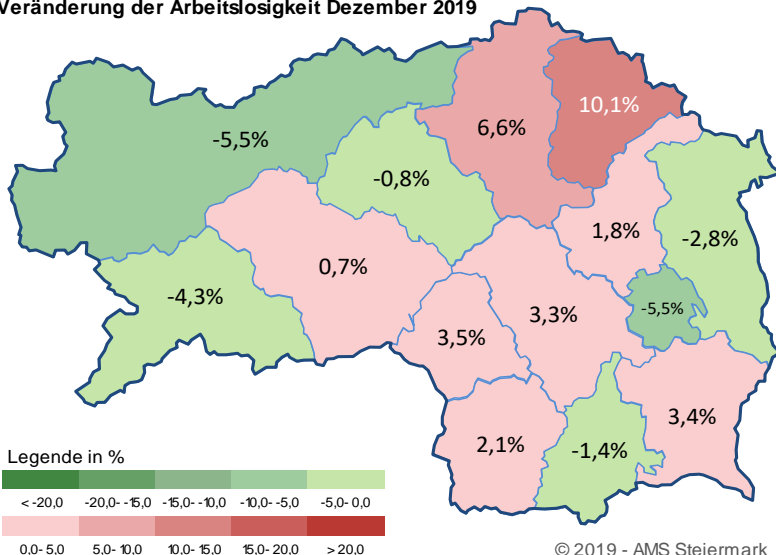 Veränderung der Arbeitslosigkeit Dezember 2019
10,1%
6,6%
-5,5%
-0,8%
1,8%
-2,8%
0,7%
-4,3%
-5,5%
3,3%
3,5%
3,4%
2,1%
-1,4%
Legende in %
< -20,0 -20,0- -15,0 -15,0- -10,0 -10,0- -5,0 -5,0- 0,0
0,0- 5,0 5,0- 10,0 10,0- 15,0 15,0- 20,0 > 20,0
© 2019 - AMS Steiermark